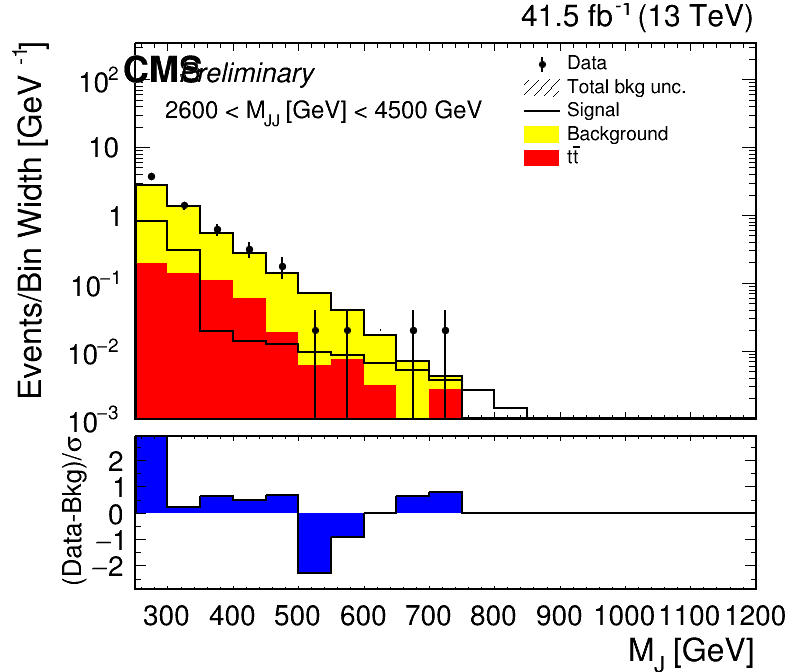 41.5 fb⁻¹ (13 TeV)
CMS Preliminary
2600 < M_JJ [GeV] < 4500 GeV
Data
Total bkg unc.
Signal
Background
tt̄
Events/Bin Width [GeV⁻¹]
10²
10
1
10⁻¹
10⁻²
10⁻³
(Data-Bkg)/σ
2
1
0
−1
−2
300 400 500 600 700 800 900 1000 1100 1200
M_J [GeV]